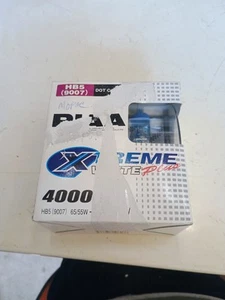 HB5
(9007)
DOT
PIAA
XTREME
WHITE Plus
4000
HB5 (9007) 65/55W